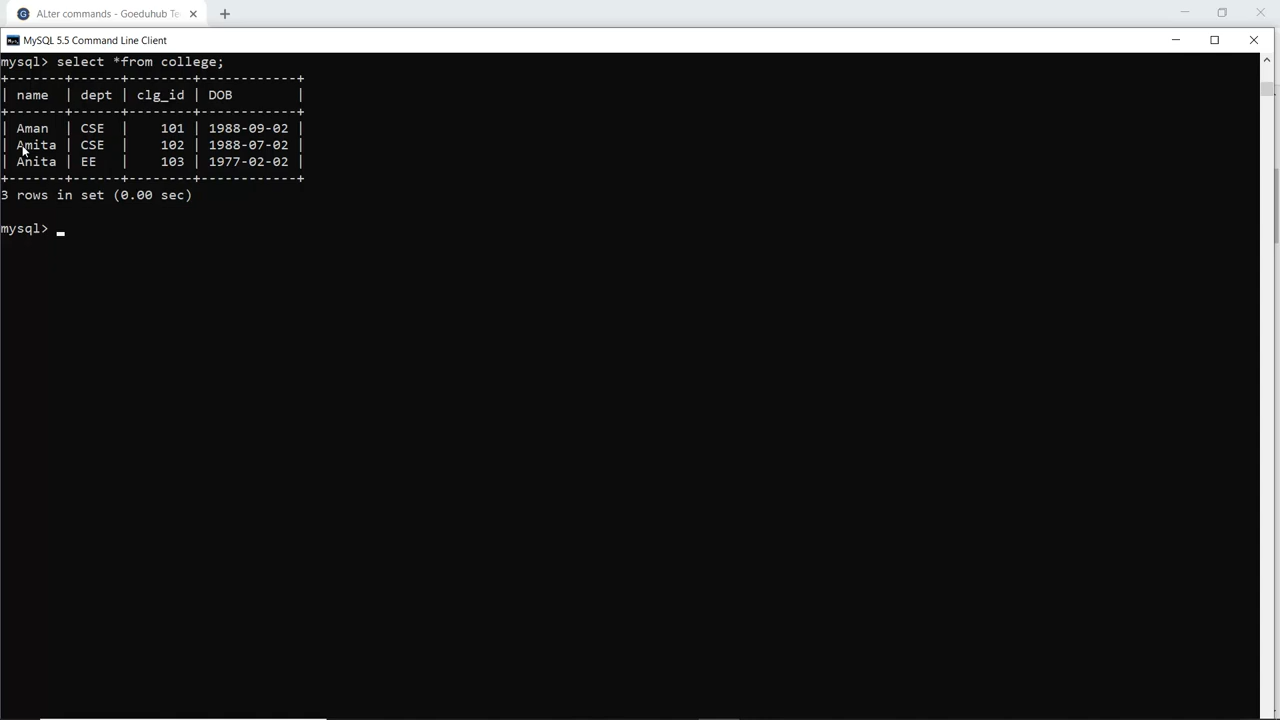 ALter commands - Goeduhub Te
MySQL 5.5 Command Line Client
mysql> select *from college;
+-------+------+--------+------------+
| name  | dept | clg_id | DOB        |
+-------+------+--------+------------+
| Aman  | CSE  |    101 | 1988-09-02 |
| Amita | CSE  |    102 | 1988-07-02 |
| Anita | EE   |    103 | 1977-02-02 |
+-------+------+--------+------------+
3 rows in set (0.00 sec)
mysql>